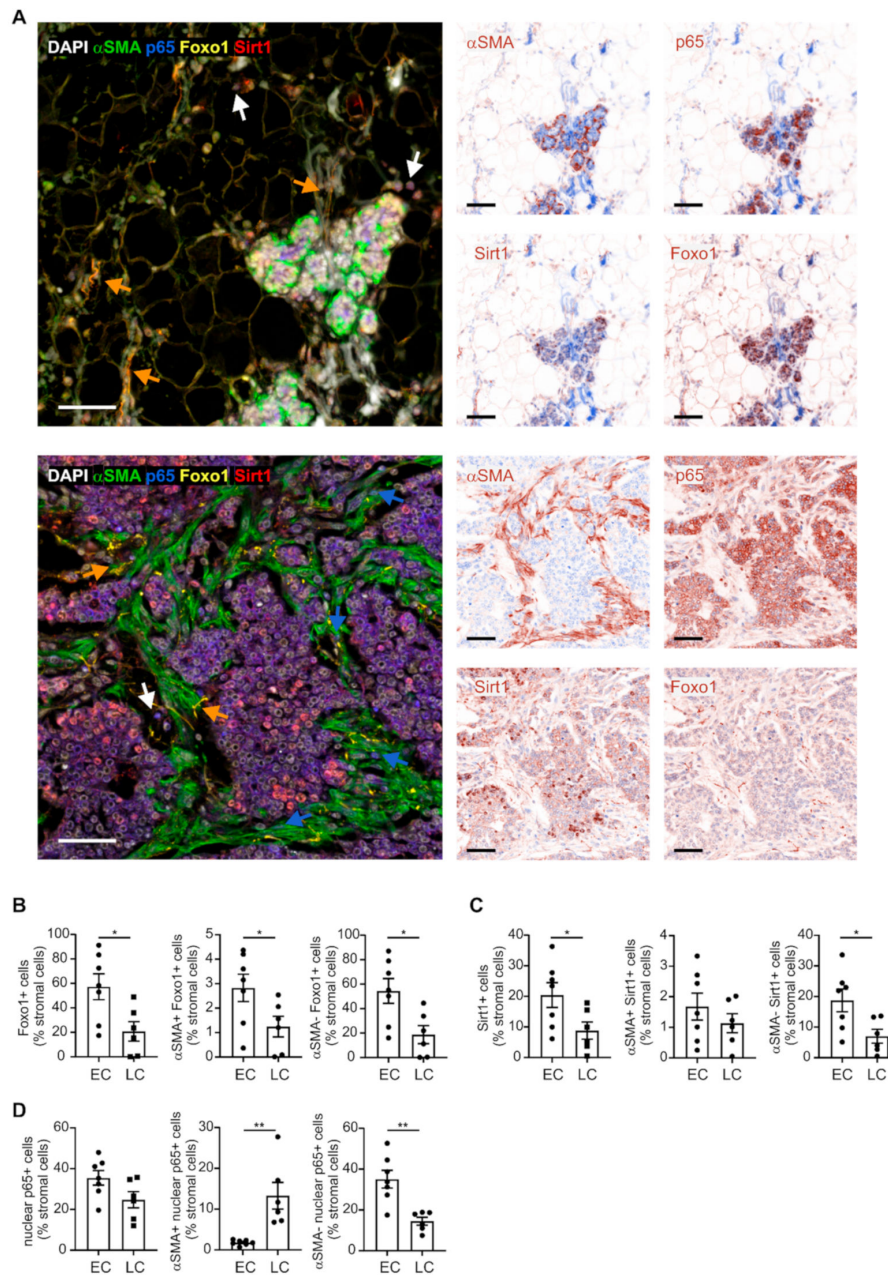 A
DAPI αSMA p65 Foxo1 Sirt1
αSMA
p65
Sirt1
Foxo1
DAPI αSMA p65 Foxo1 Sirt1
αSMA
p65
Sirt1
Foxo1
B
Foxo1+ cells
(% stromal cells)
100
80
60
40
20
0
*
EC LC
αSMA+ Foxo1+ cells
(% stromal cells)
5
4
3
2
1
0
*
EC LC
αSMA- Foxo1+ cells
(% stromal cells)
100
80
60
40
20
0
*
EC LC
C
Sirt1+ cells
(% stromal cells)
40
30
20
10
0
*
EC LC
αSMA+ Sirt1+ cells
(% stromal cells)
4
3
2
1
0
EC LC
αSMA- Sirt1+ cells
(% stromal cells)
40
30
20
10
0
*
EC LC
D
nuclear p65+ cells
(% stromal cells)
60
40
20
0
EC LC
αSMA+ nuclear p65+ cells
(% stromal cells)
30
20
10
0
**
EC LC
αSMA- nuclear p65+ cells
(% stromal cells)
60
40
20
0
**
EC LC